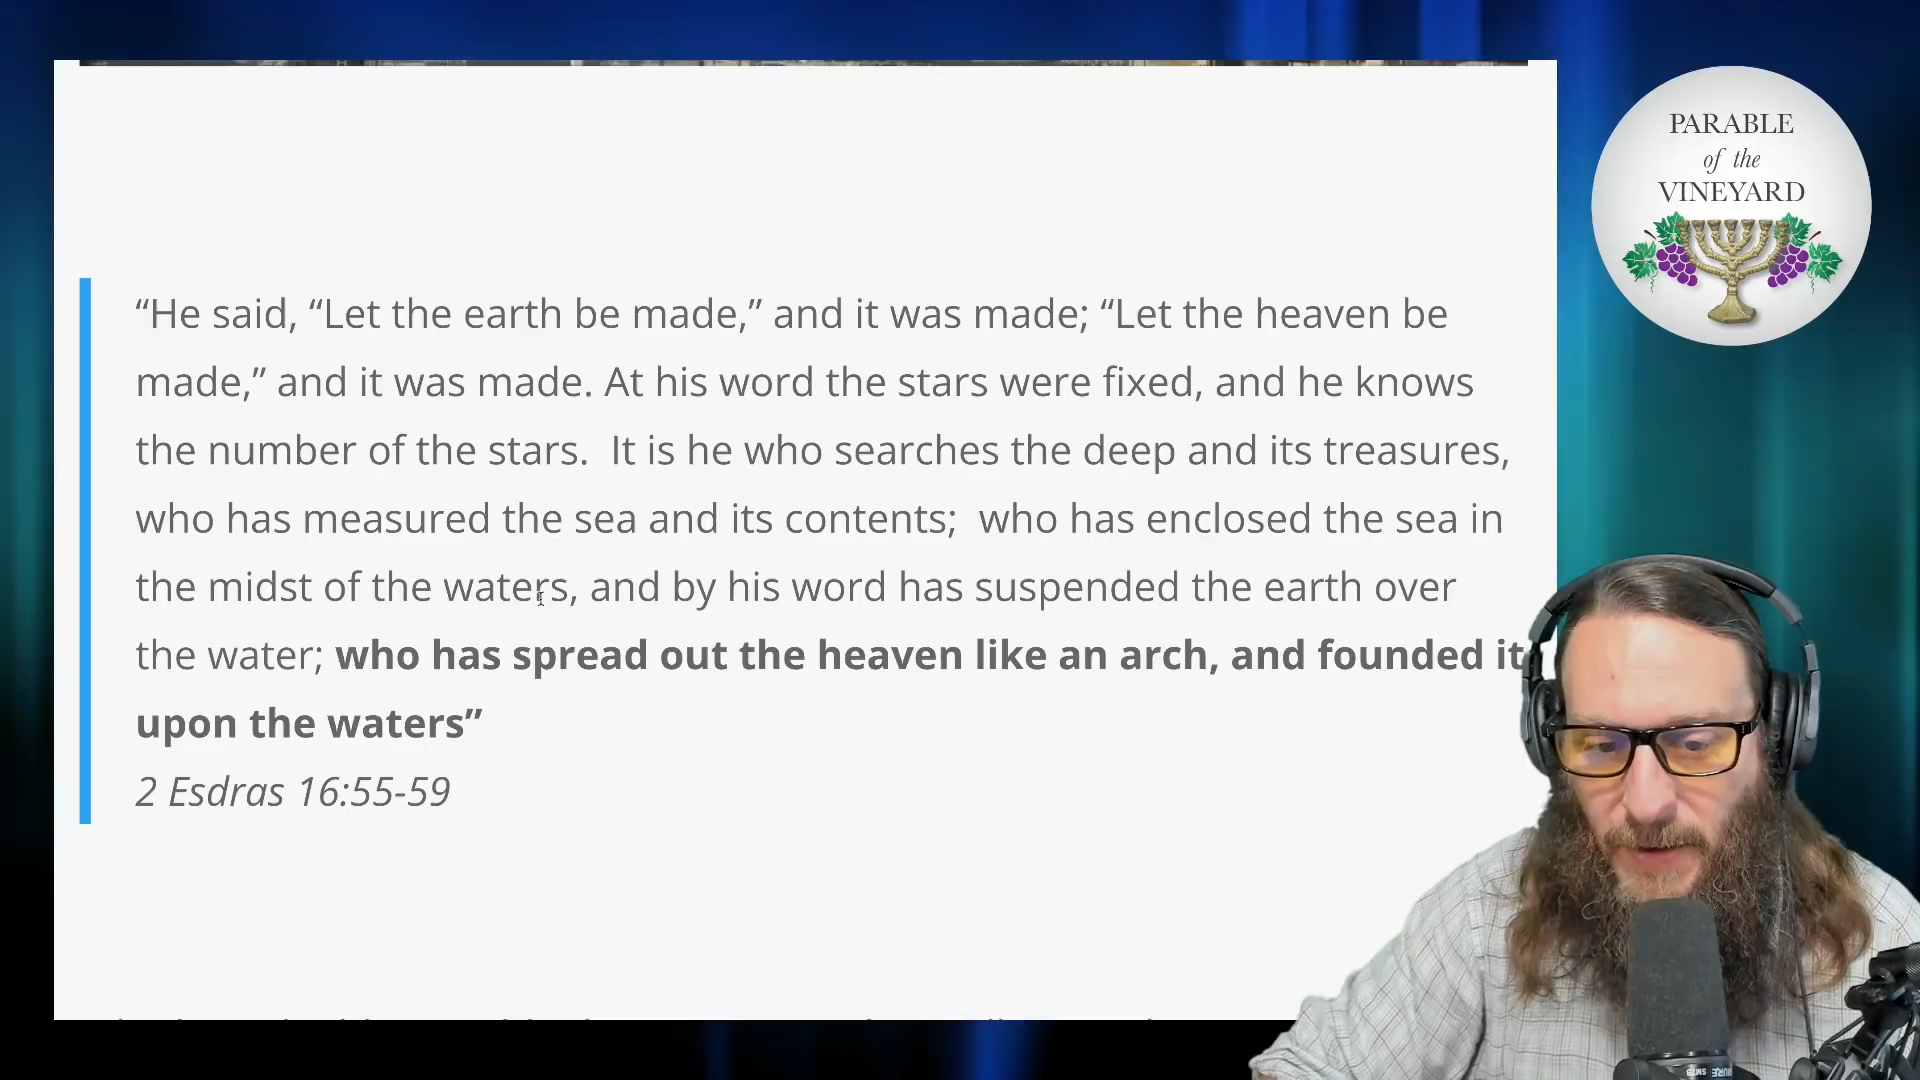 PARABLE
of the
VINEYARD
“He said, “Let the earth be made,” and it was made; “Let the heaven be
made,” and it was made. At his word the stars were fixed, and he knows
the number of the stars.  It is he who searches the deep and its treasures,
who has measured the sea and its contents;  who has enclosed the sea in
the midst of the waters, and by his word has suspended the earth over
the water; who has spread out the heaven like an arch, and founded it
upon the waters”
2 Esdras 16:55-59